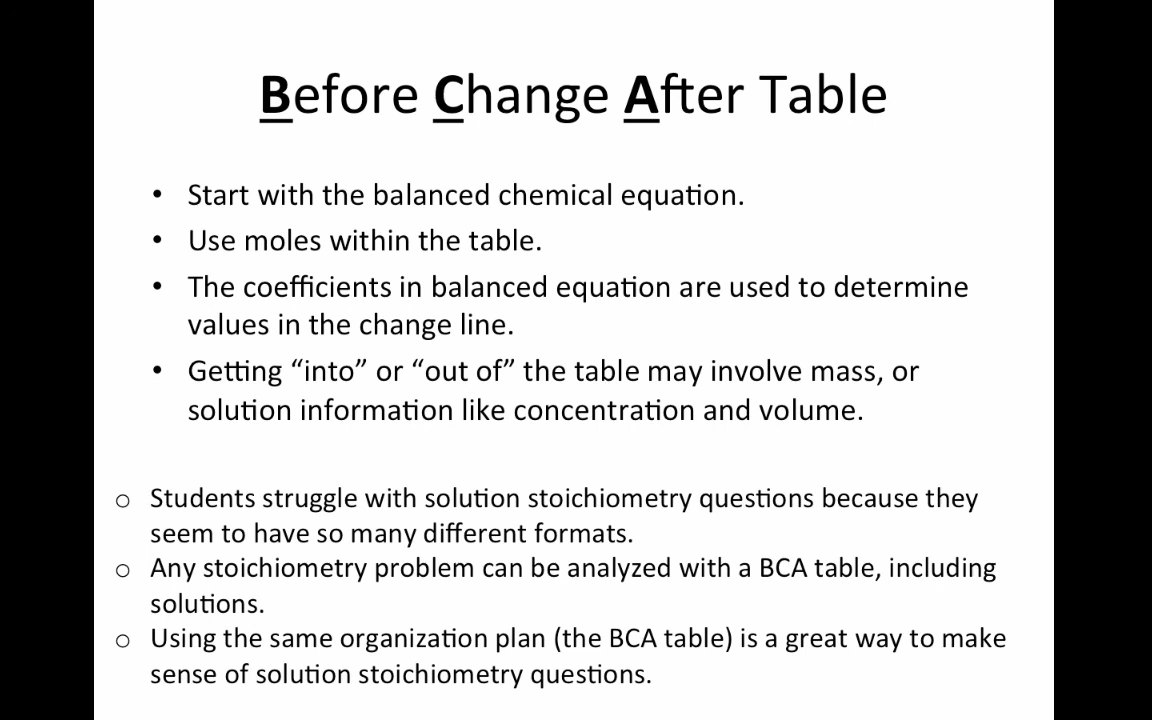 Before Change After Table
• Start with the balanced chemical equation.
• Use moles within the table.
• The coefficients in balanced equation are used to determine
values in the change line.
• Getting “into” or “out of” the table may involve mass, or
solution information like concentration and volume.
o Students struggle with solution stoichiometry questions because they
seem to have so many different formats.
o Any stoichiometry problem can be analyzed with a BCA table, including
solutions.
o Using the same organization plan (the BCA table) is a great way to make
sense of solution stoichiometry questions.